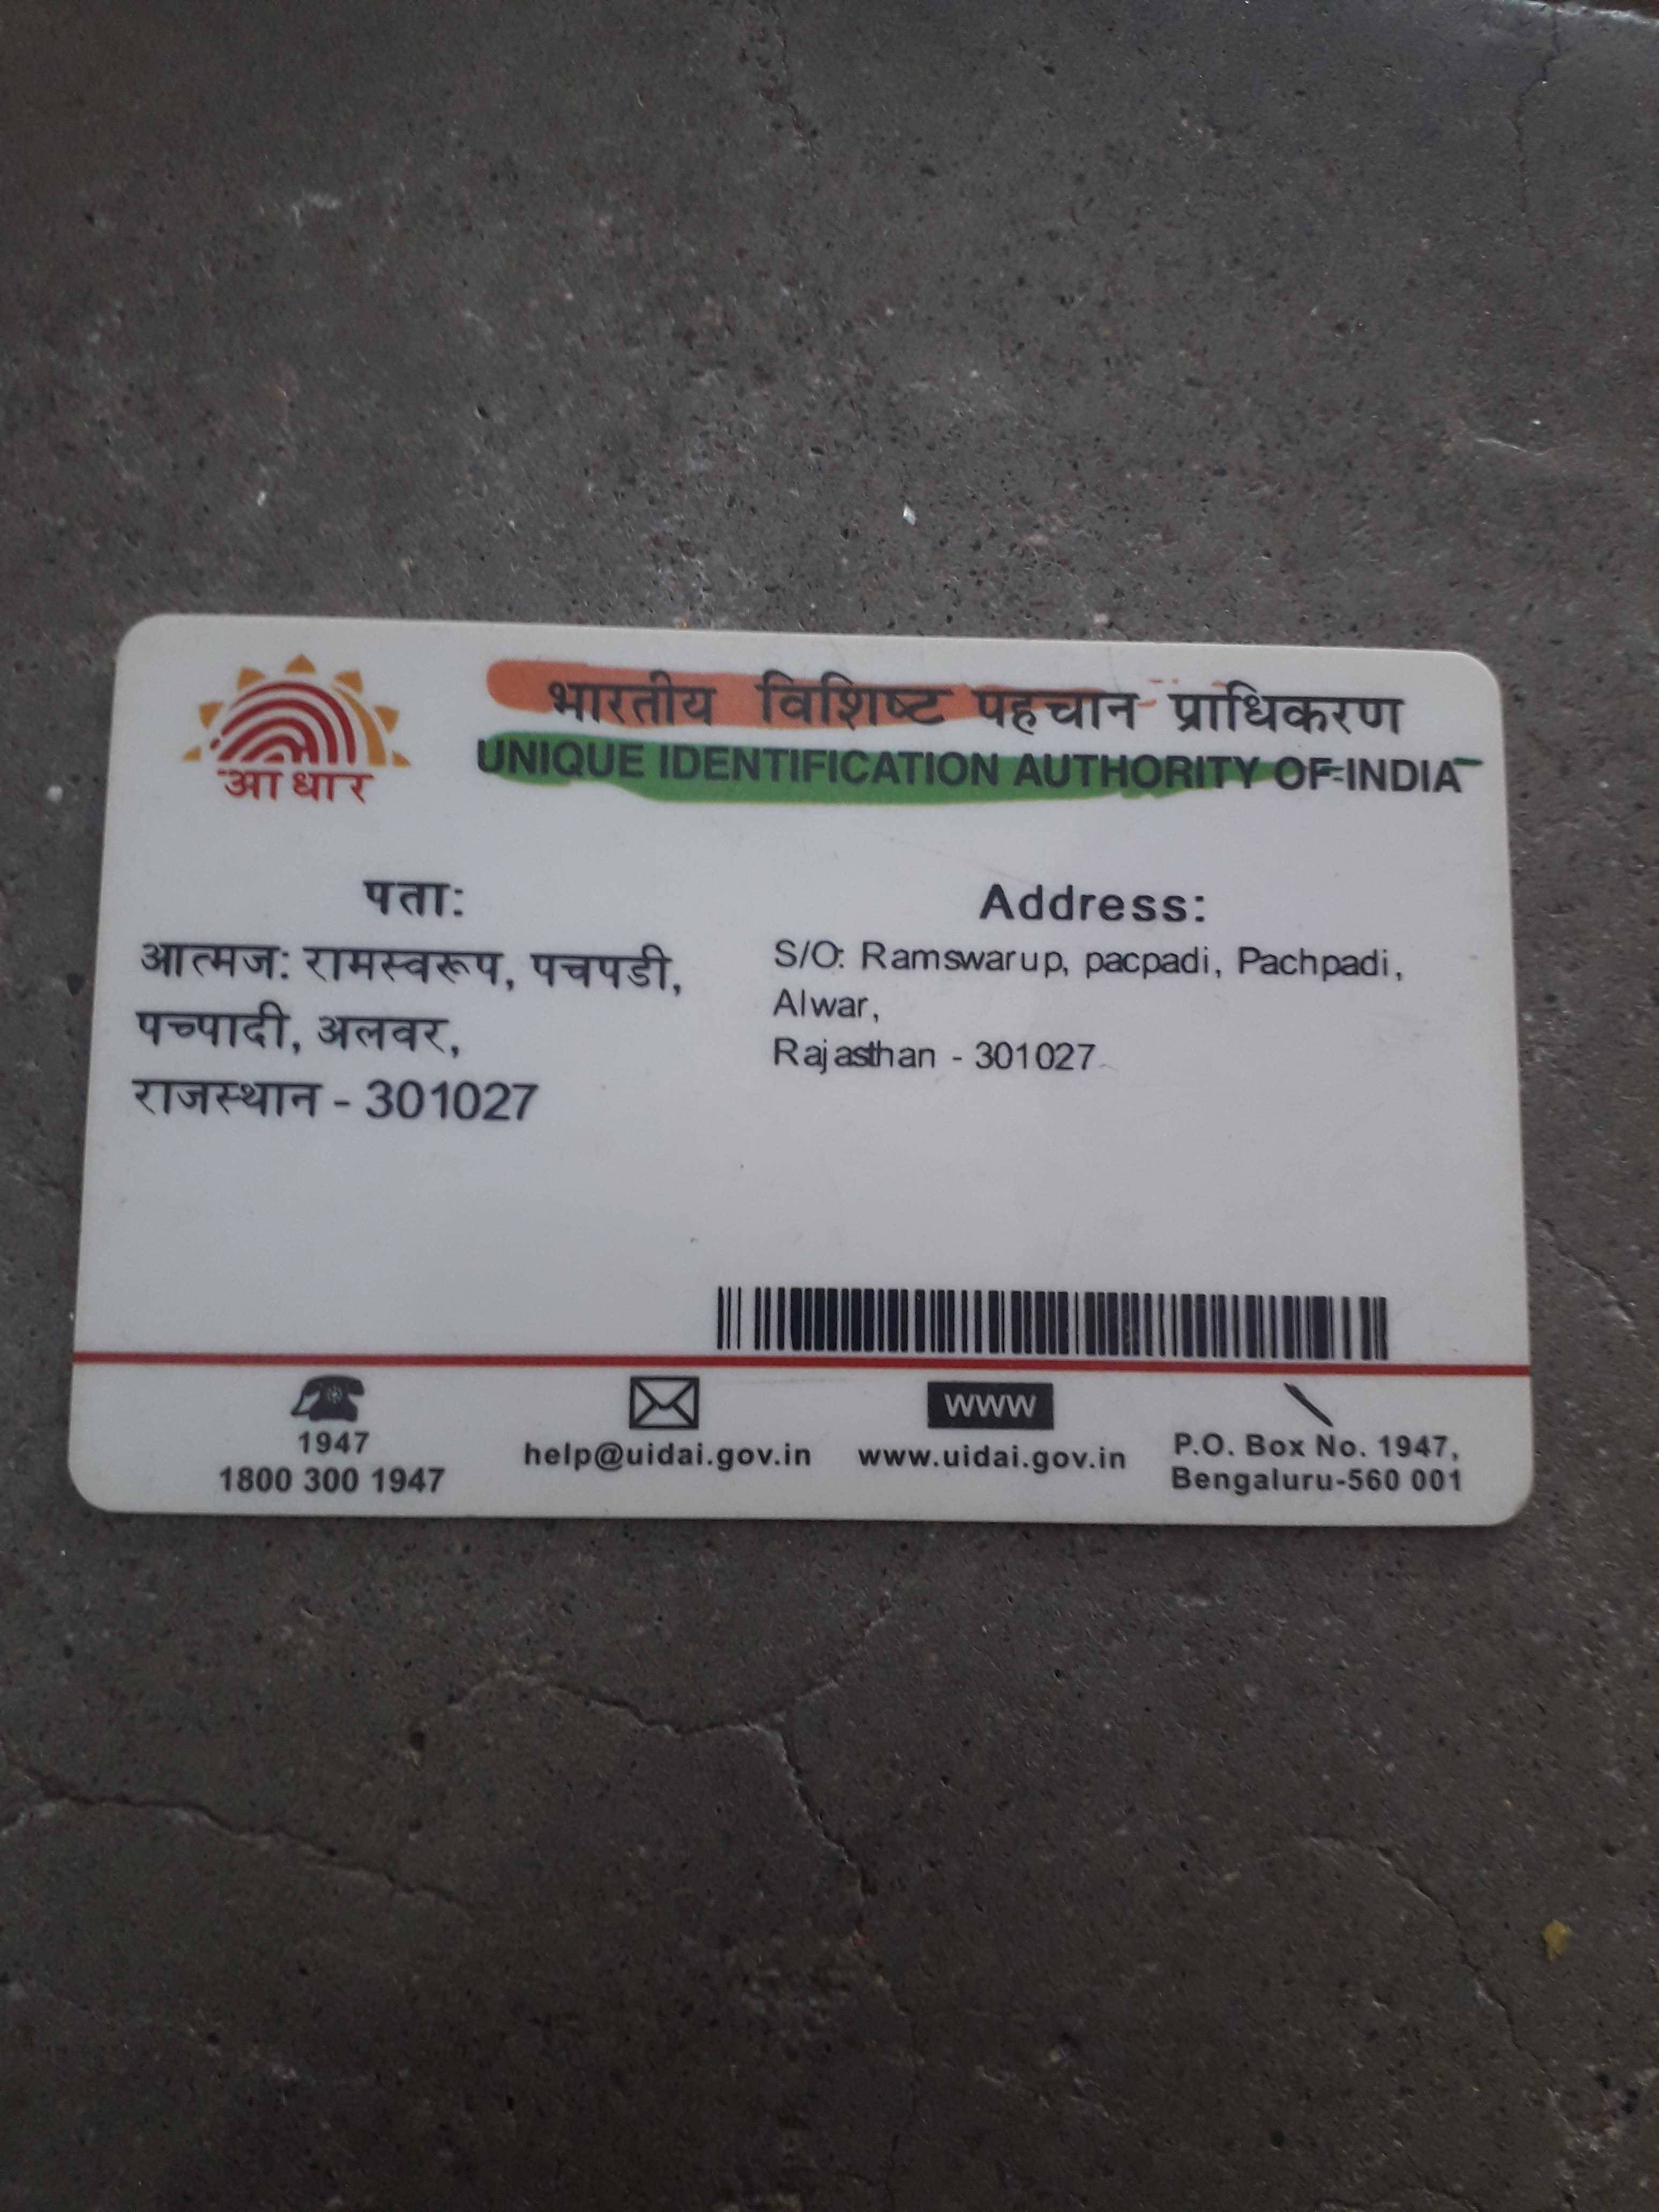 आधार
भारतीय विशिष्ट पहचान प्राधिकरण
UNIQUE IDENTIFICATION AUTHORITY OF INDIA
पता:
आत्मज: रामस्वरूप, पचपडी,
पच्पादी, अलवर,
राजस्थान - 301027
Address:
S/O: Ramswarup, pacpadi, Pachpadi,
Alwar,
Rajasthan - 301027
1947
1800 300 1947
help@uidai.gov.in
WWW
www.uidai.gov.in
P.O. Box No. 1947,
Bengaluru-560 001